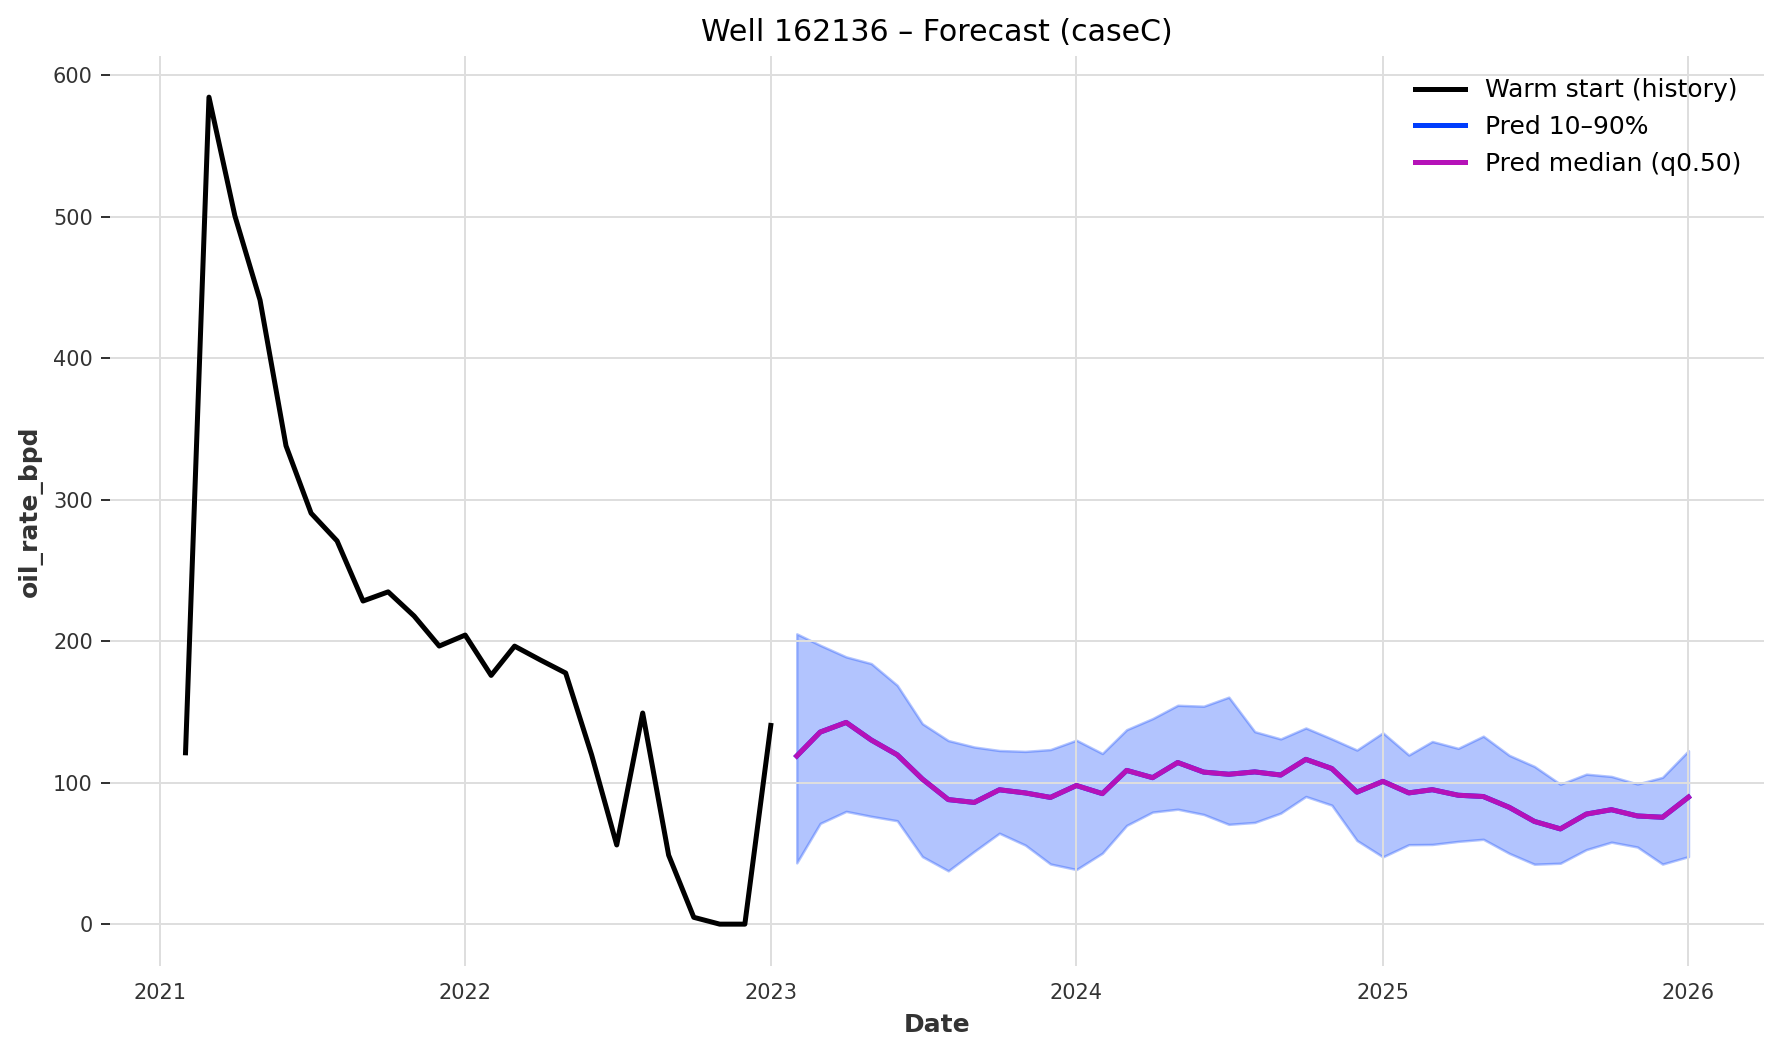 Well 162136 – Forecast (caseC)
Warm start (history)
Pred 10–90%
Pred median (q0.50)
600
500
400
300
200
100
0
oil_rate_bpd
2021
2022
2023
2024
2025
2026
Date